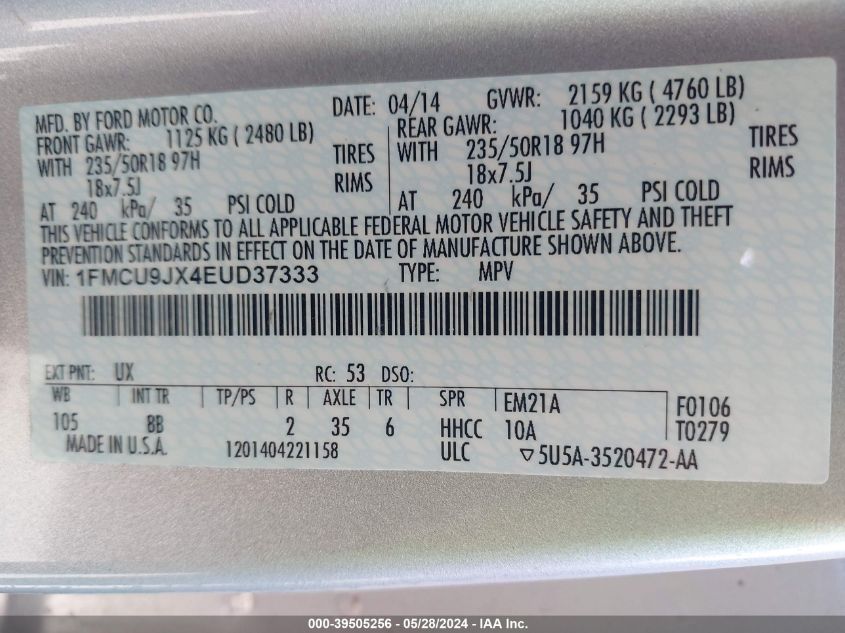 MFD. BY FORD MOTOR CO. DATE: 04/14 GVWR: 2159 KG ( 4760 LB)
FRONT GAWR: 1125 KG ( 2480 LB) REAR GAWR: 1040 KG ( 2293 LB)
WITH 235/50R18 97H TIRES WITH 235/50R18 97H TIRES
18x7.5J RIMS 18x7.5J RIMS
AT 240 kPa/ 35 PSI COLD AT 240 kPa/ 35 PSI COLD
THIS VEHICLE CONFORMS TO ALL APPLICABLE FEDERAL MOTOR VEHICLE SAFETY AND THEFT
PREVENTION STANDARDS IN EFFECT ON THE DATE OF MANUFACTURE SHOWN ABOVE.
VIN: 1FMCU9JX4EUD37333 TYPE: MPV
EXT PNT: UX RC: 53 DSO:
WB INT TR TP/PS R AXLE TR SPR EM21A F0106
105 8B 2 35 6 HHCC 10A T0279
MADE IN U.S.A. 1201404221158 ULC ▽5U5A-3520472-AA
000-39505256 - 05/28/2024 - IAA Inc.